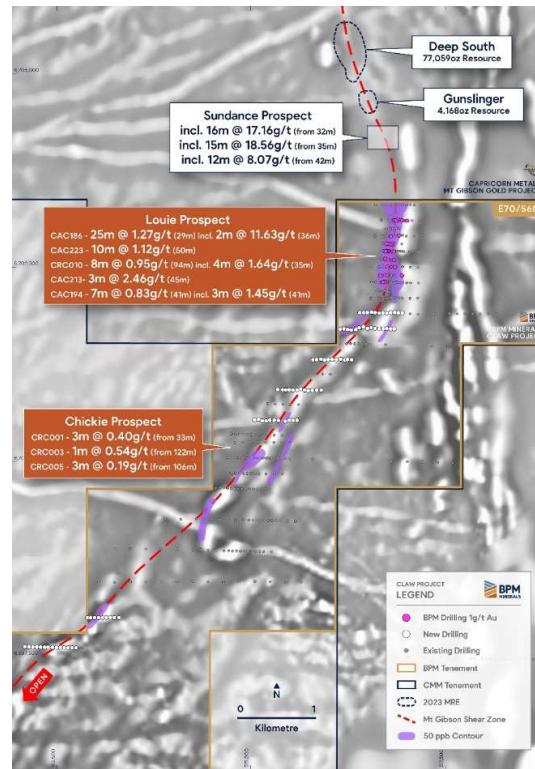 Deep South
77,059oz Resource
Gunslinger
4,168oz Resource
Sundance Prospect
incl. 16m @ 17.16g/t (from 32m)
incl. 15m @ 18.56g/t (from 35m)
incl. 12m @ 8.07g/t (from 42m)
CAPRICORN METAL
MT GIBSON GOLD PROJECT
E70/560
Louie Prospect
CAC186 - 25m @ 1.27g/t (29m) incl. 2m @ 11.63g/t (36m)
CAC223 - 10m @ 1.12g/t (50m)
CRC010 - 8m @ 0.95g/t (94m) incl. 4m @ 1.64g/t (35m)
CAC213- 3m @ 2.46g/t (45m)
CAC194 - 7m @ 0.83g/t (41m) incl. 3m @ 1.45g/t (41m)
BPM MINERAL
CLAW PROJECT
Chickie Prospect
CRC001 - 3m @ 0.40g/t (from 33m)
CRC003 - 1m @ 0.54g/t (from 122m)
CRC005 - 3m @ 0.19g/t (from 106m)
OPEN
N
0 1
Kilometre
CLAW PROJECT
LEGEND
BPM
MINERALS
BPM Drilling 1g/t Au
New Drilling
Existing Drilling
BPM Tenement
CMM Tenement
2023 MRE
Mt Gibson Shear Zone
50 ppb Contour